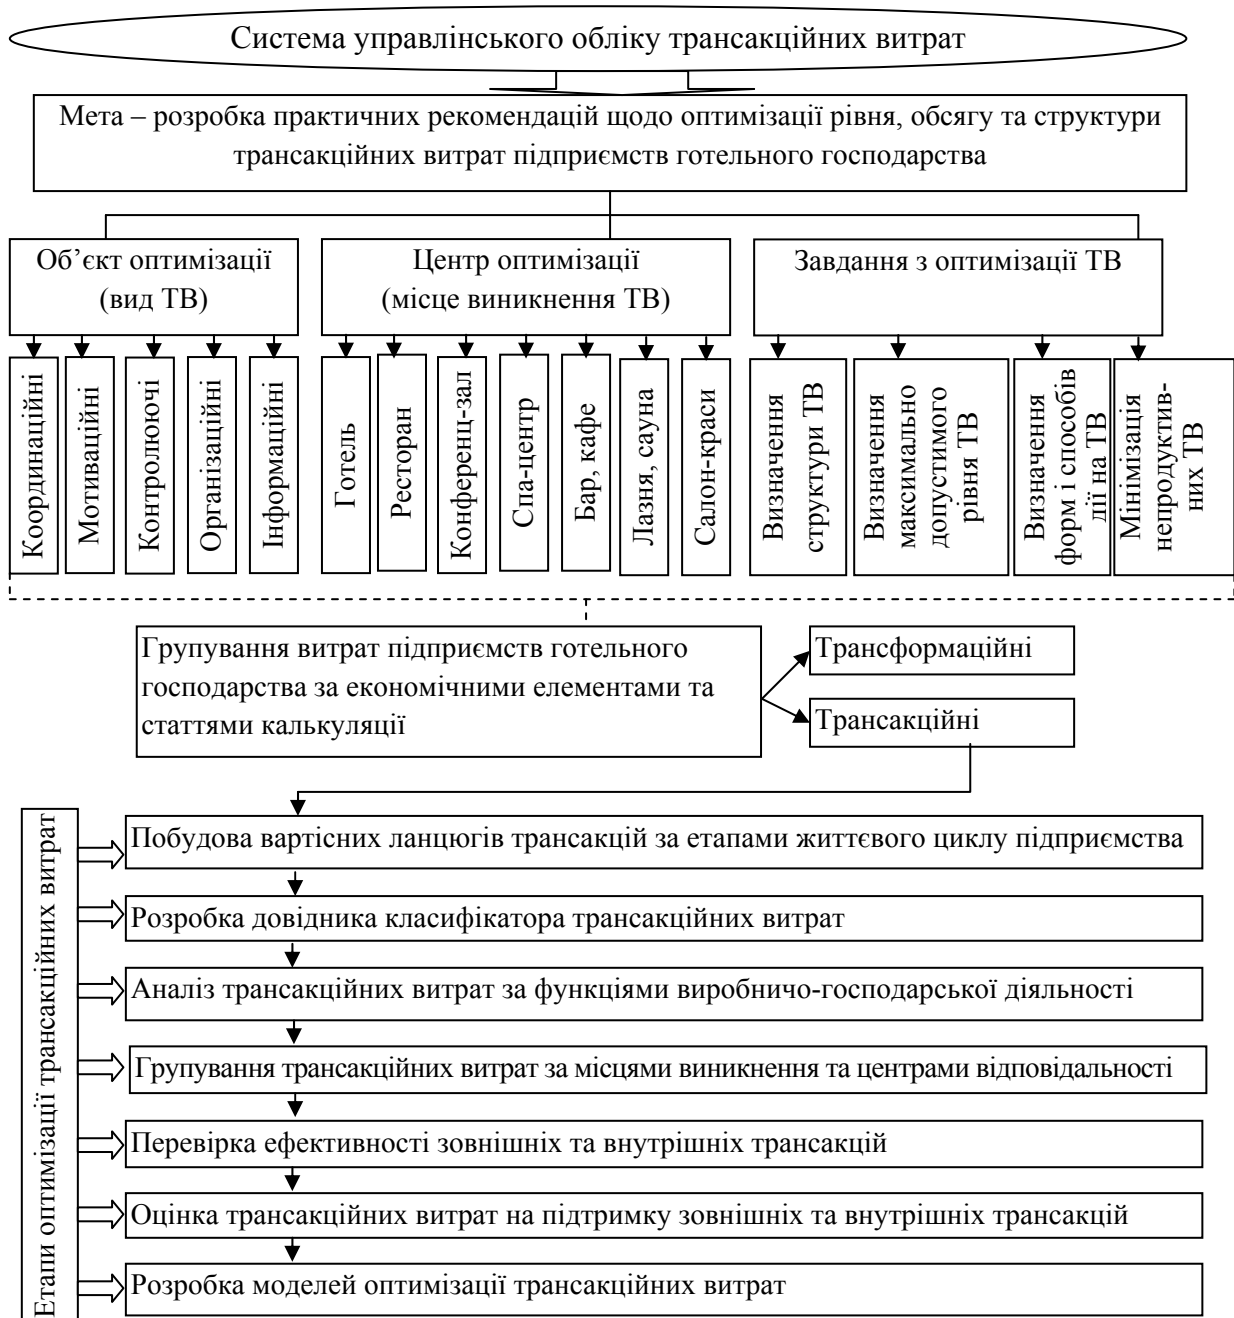 Система управлінського обліку трансакційних витрат
Мета – розробка практичних рекомендацій щодо оптимізації рівня, обсягу та структури
трансакційних витрат підприємств готельного господарства
Об’єкт оптимізації
(вид ТВ)
Центр оптимізації
(місце виникнення ТВ)
Завдання з оптимізації ТВ
Координаційні
Мотиваційні
Контролюючі
Організаційні
Інформаційні
Готель
Ресторан
Конференц-зал
Спа-центр
Бар, кафе
Лазня, сауна
Салон-краси
Визначення
структури ТВ
Визначення
максимально
допустимого
рівня ТВ
Визначення
форм і способів
дії на ТВ
Мінімізація
непродуктив-
них ТВ
Групування витрат підприємств готельного
господарства за економічними елементами та
статтями калькуляції
Трансформаційні
Трансакційні
Етапи оптимізації трансакційних витрат
Побудова вартісних ланцюгів трансакцій за етапами життєвого циклу підприємства
Розробка довідника класифікатора трансакційних витрат
Аналіз трансакційних витрат за функціями виробничо-господарської діяльності
Групування трансакційних витрат за місцями виникнення та центрами відповідальності
Перевірка ефективності зовнішніх та внутрішніх трансакцій
Оцінка трансакційних витрат на підтримку зовнішніх та внутрішніх трансакцій
Розробка моделей оптимізації трансакційних витрат